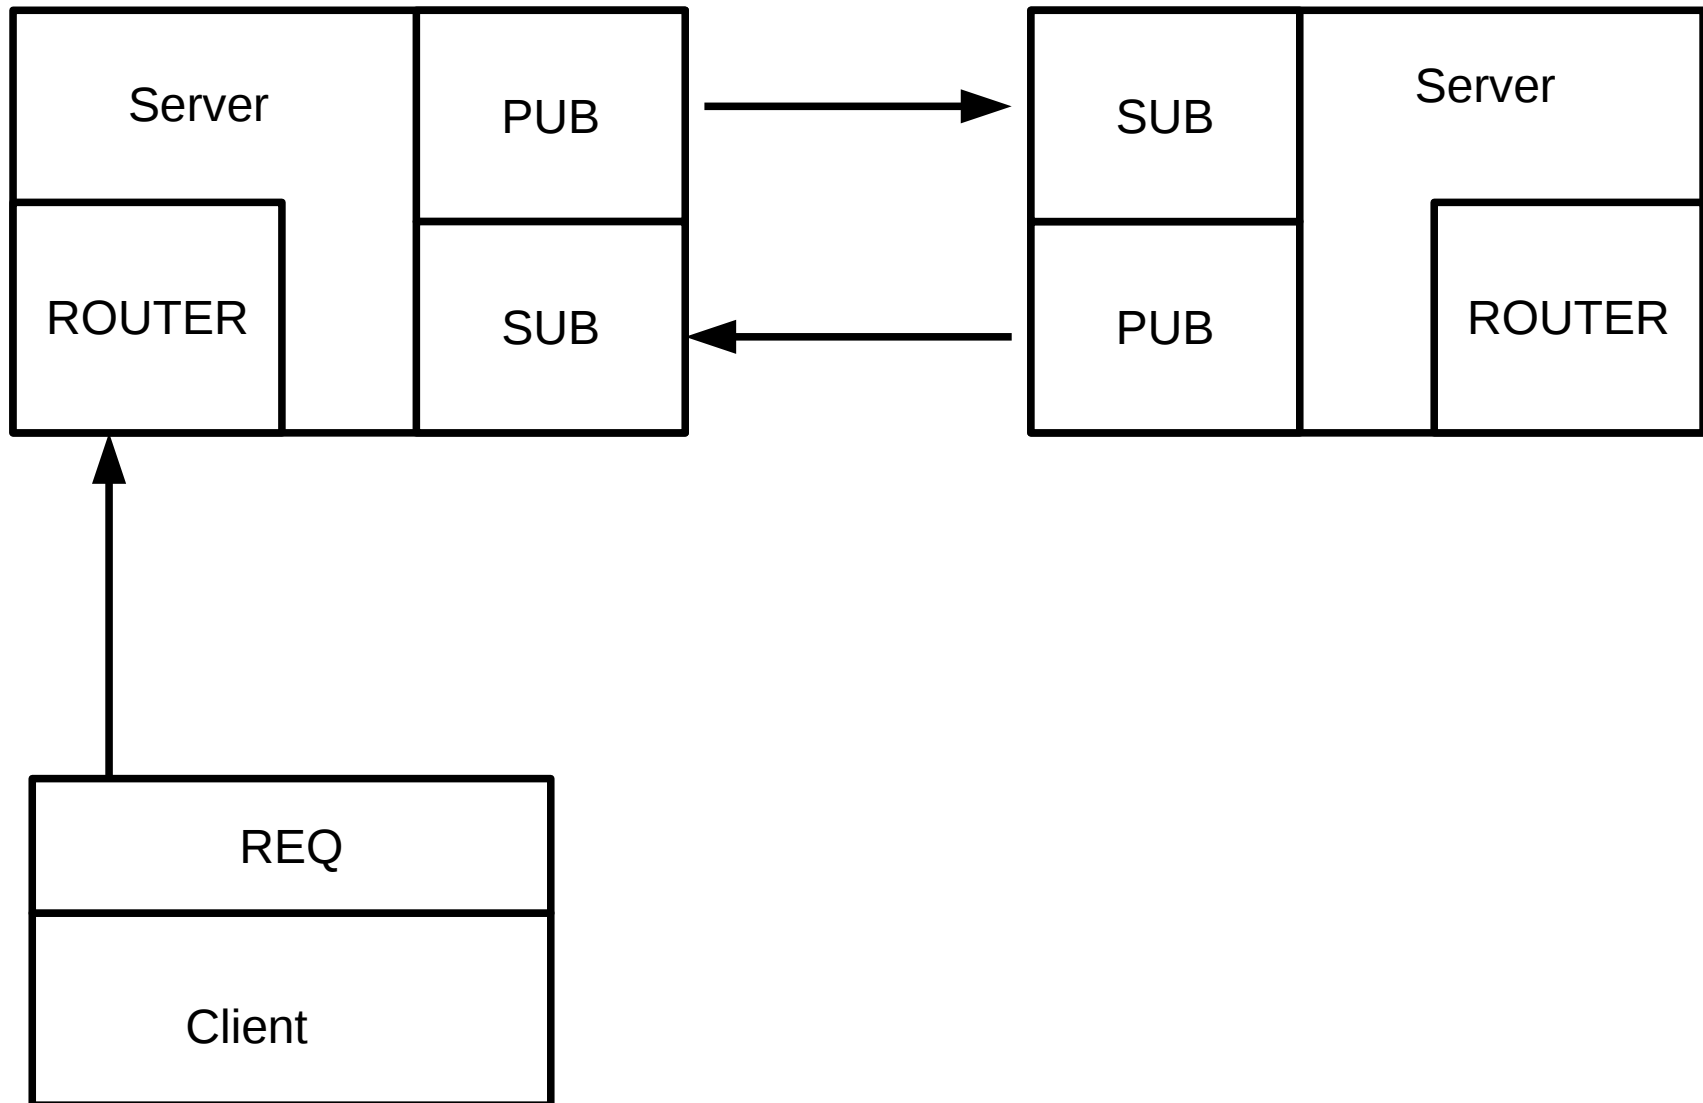 Server
PUB
SUB
ROUTER
SUB
PUB
Server
ROUTER
REQ
Client